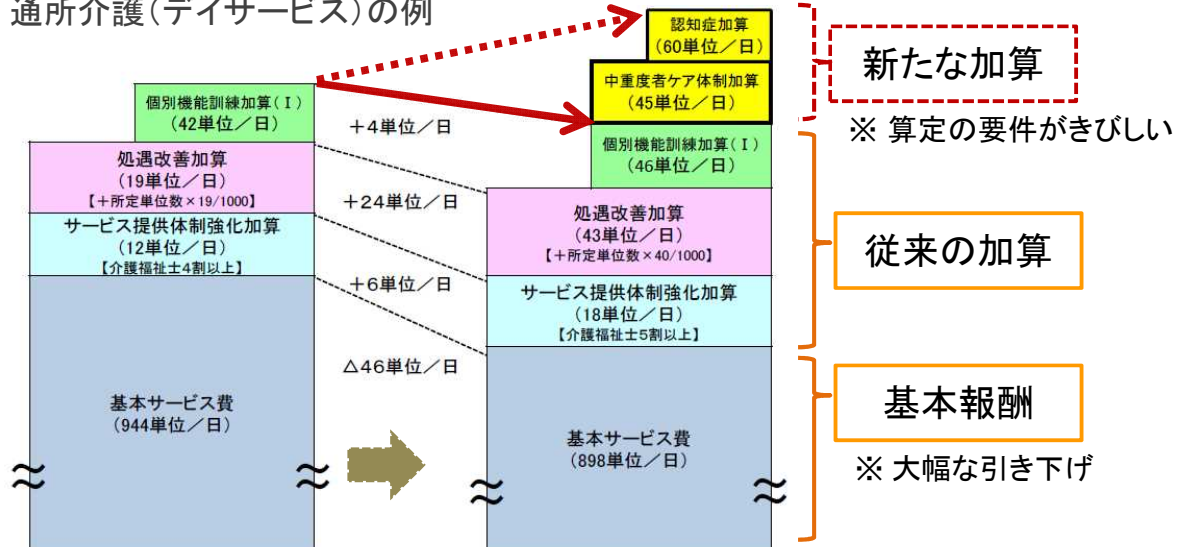 通所介護(デイサービス)の例
個別機能訓練加算(Ⅰ)
(42単位/日)
処遇改善加算
(19単位/日)
【+所定単位数×19/1000】
サービス提供体制強化加算
(12単位/日)
【介護福祉士4割以上】
基本サービス費
(944単位/日)
+4単位/日
+24単位/日
+6単位/日
△46単位/日
認知症加算
(60単位/日)
中重度者ケア体制加算
(45単位/日)
個別機能訓練加算(Ⅰ)
(46単位/日)
処遇改善加算
(43単位/日)
【+所定単位数×40/1000】
サービス提供体制強化加算
(18単位/日)
【介護福祉士5割以上】
基本サービス費
(898単位/日)
新たな加算
※ 算定の要件がきびしい
従来の加算
基本報酬
※ 大幅な引き下げ